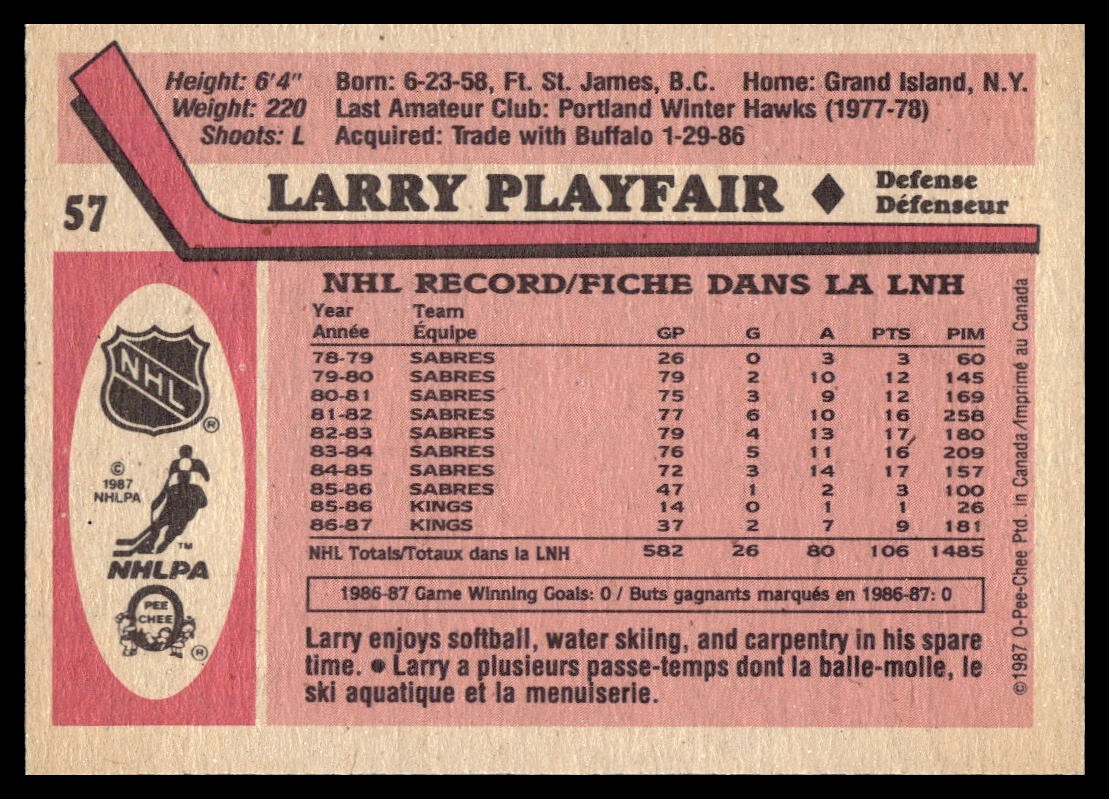 Height: 6'4" Born: 6-23-58, Ft. St. James, B.C. Home: Grand Island, N.Y.
Weight: 220 Last Amateur Club: Portland Winter Hawks (1977-78)
Shoots: L Acquired: Trade with Buffalo 1-29-86
57
LARRY PLAYFAIR ♦ Defense
Défenseur
NHL RECORD/FICHE DANS LA LNH
Year Team
Année Équipe GP G A PTS PIM
78-79 SABRES 26 0 3 3 60
79-80 SABRES 79 2 10 12 145
80-81 SABRES 75 3 9 12 169
81-82 SABRES 77 6 10 16 258
82-83 SABRES 79 4 13 17 180
83-84 SABRES 76 5 11 16 209
84-85 SABRES 72 3 14 17 157
85-86 SABRES 47 1 2 3 100
85-86 KINGS 14 0 1 1 26
86-87 KINGS 37 2 7 9 181
NHL Totals/Totaux dans la LNH 582 26 80 106 1485
1986-87 Game Winning Goals: 0 / Buts gagnants marqués en 1986-87: 0
Larry enjoys softball, water skiing, and carpentry in his spare
time. ● Larry a plusieurs passe-temps dont la balle-molle, le
ski aquatique et la menuiserie.
NHL
®
©
1987
NHLPA
TM
NHLPA
O
PEE
CHEE
®
©1987 O-Pee-Chee Ptd. in Canada/Imprimé au Canada